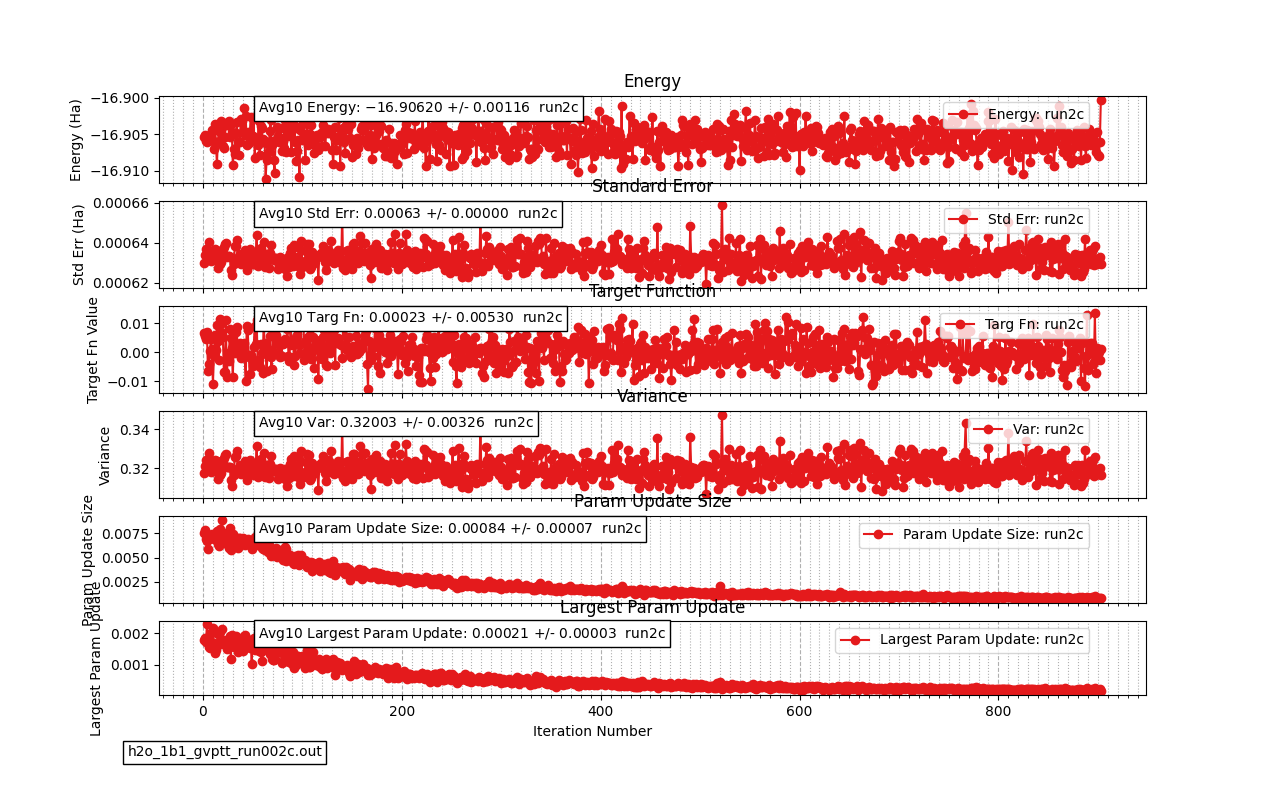 Energy
−16.900
−16.905
−16.910
Energy (Ha)
Avg10 Energy: −16.90620 +/- 0.00116  run2c
Energy: run2c
Standard Error
0.00066
0.00064
0.00062
Std Err (Ha)
Avg10 Std Err: 0.00063 +/- 0.00000  run2c
Std Err: run2c
Target Function
0.01
0.00
−0.01
Target Fn Value
Avg10 Targ Fn: 0.00023 +/- 0.00530  run2c
Targ Fn: run2c
Variance
0.34
0.32
Variance
Avg10 Var: 0.32003 +/- 0.00326  run2c
Var: run2c
Param Update Size
0.0075
0.0050
0.0025
Param Update Size
Avg10 Param Update Size: 0.00084 +/- 0.00007  run2c
Param Update Size: run2c
Largest Param Update
0.002
0.001
Largest Param Update
Avg10 Largest Param Update: 0.00021 +/- 0.00003  run2c
Largest Param Update: run2c
0 200 400 600 800
Iteration Number
h2o_1b1_gvptt_run002c.out